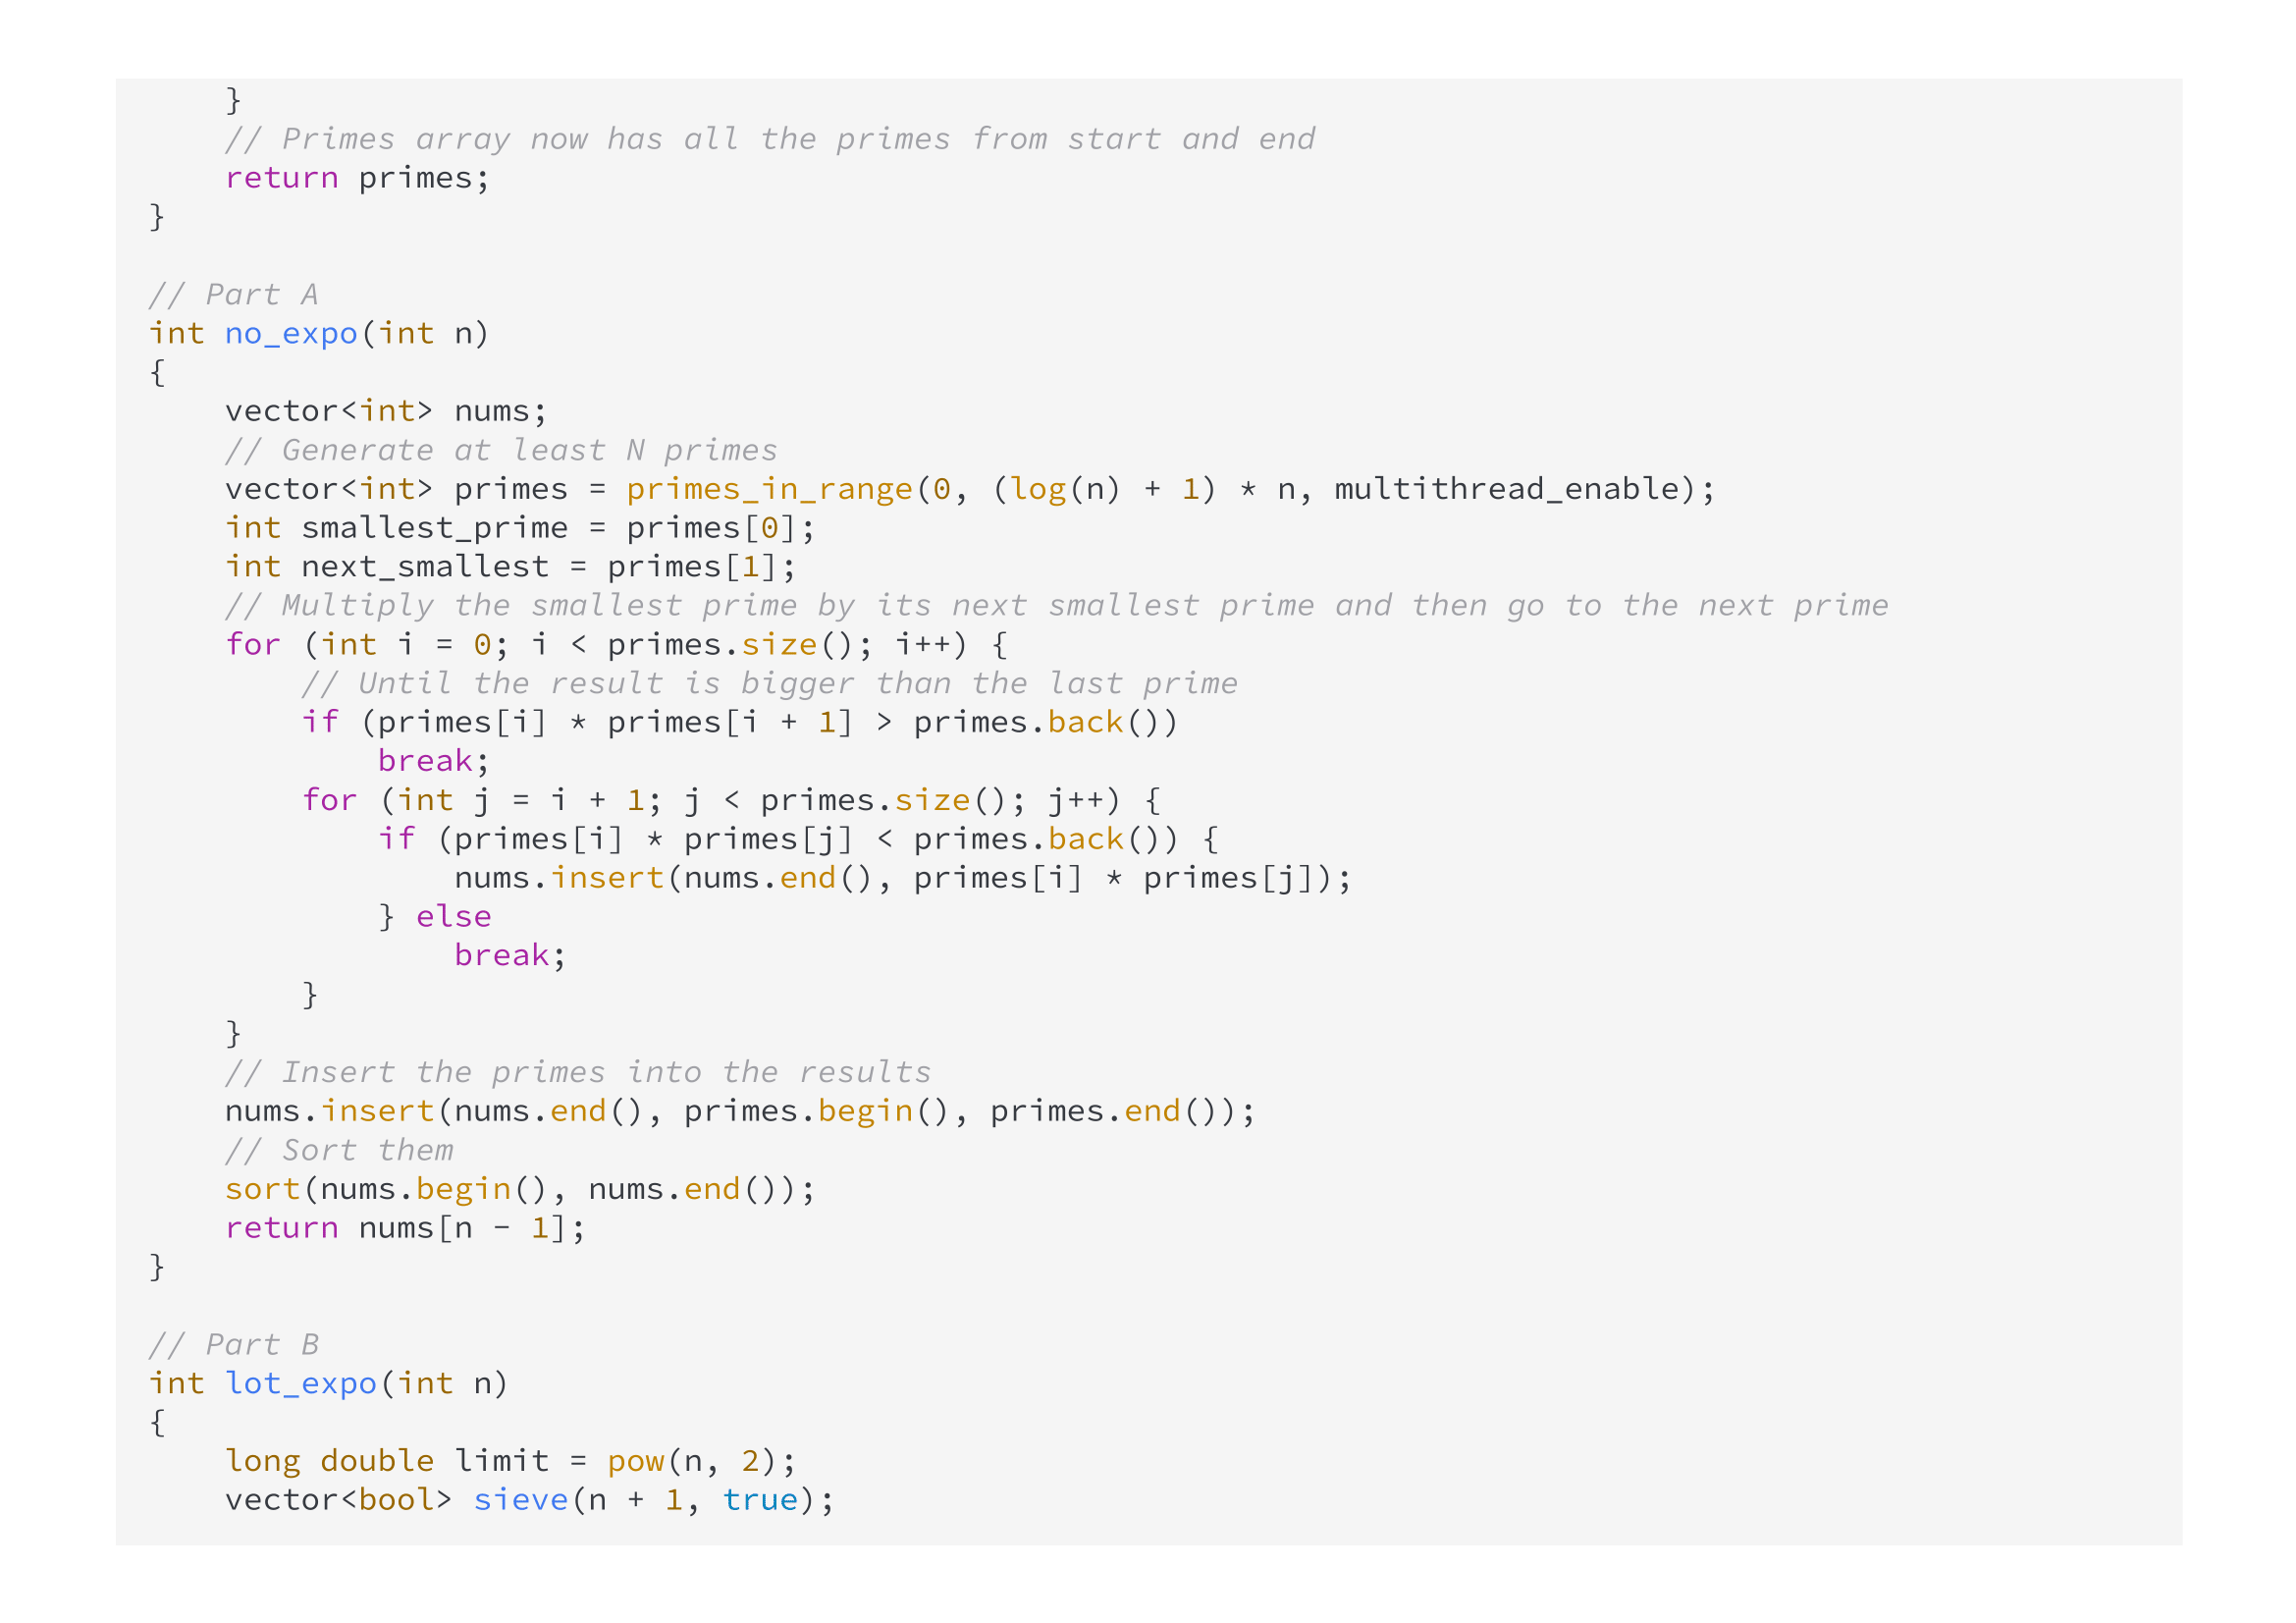 }
    // Primes array now has all the primes from start and end
    return primes;
}

// Part A
int no_expo(int n)
{
    vector<int> nums;
    // Generate at least N primes
    vector<int> primes = primes_in_range(0, (log(n) + 1) * n, multithread_enable);
    int smallest_prime = primes[0];
    int next_smallest = primes[1];
    // Multiply the smallest prime by its next smallest prime and then go to the next prime
    for (int i = 0; i < primes.size(); i++) {
        // Until the result is bigger than the last prime
        if (primes[i] * primes[i + 1] > primes.back())
            break;
        for (int j = i + 1; j < primes.size(); j++) {
            if (primes[i] * primes[j] < primes.back()) {
                nums.insert(nums.end(), primes[i] * primes[j]);
            } else
                break;
        }
    }
    // Insert the primes into the results
    nums.insert(nums.end(), primes.begin(), primes.end());
    // Sort them
    sort(nums.begin(), nums.end());
    return nums[n - 1];
}

// Part B
int lot_expo(int n)
{
    long double limit = pow(n, 2);
    vector<bool> sieve(n + 1, true);